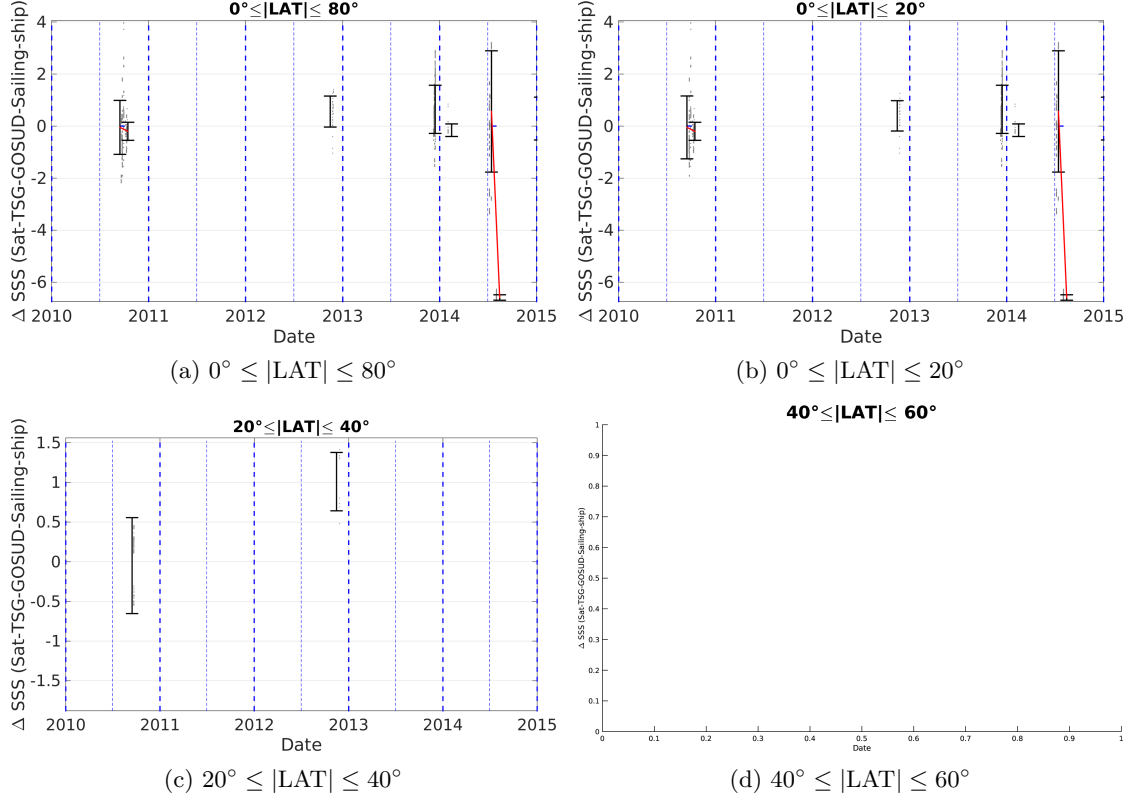 0°≤|LAT|≤ 80°
Δ SSS (Sat-TSG-GOSUD-Sailing-ship)
4
2
0
-2
-4
-6
2010 2011 2012 2013 2014 2015
Date
(a) 0° ≤ |LAT| ≤ 80°
0°≤|LAT|≤ 20°
Δ SSS (Sat-TSG-GOSUD-Sailing-ship)
4
2
0
-2
-4
-6
2010 2011 2012 2013 2014 2015
Date
(b) 0° ≤ |LAT| ≤ 20°
20°≤|LAT|≤ 40°
Δ SSS (Sat-TSG-GOSUD-Sailing-ship)
1.5
1
0.5
0
-0.5
-1
-1.5
2010 2011 2012 2013 2014 2015
Date
(c) 20° ≤ |LAT| ≤ 40°
40°≤|LAT|≤ 60°
Δ SSS (Sat-TSG-GOSUD-Sailing-ship)
1
0.9
0.8
0.7
0.6
0.5
0.4
0.3
0.2
0.1
0
0 0.1 0.2 0.3 0.4 0.5 0.6 0.7 0.8 0.9 1
Date
(d) 40° ≤ |LAT| ≤ 60°